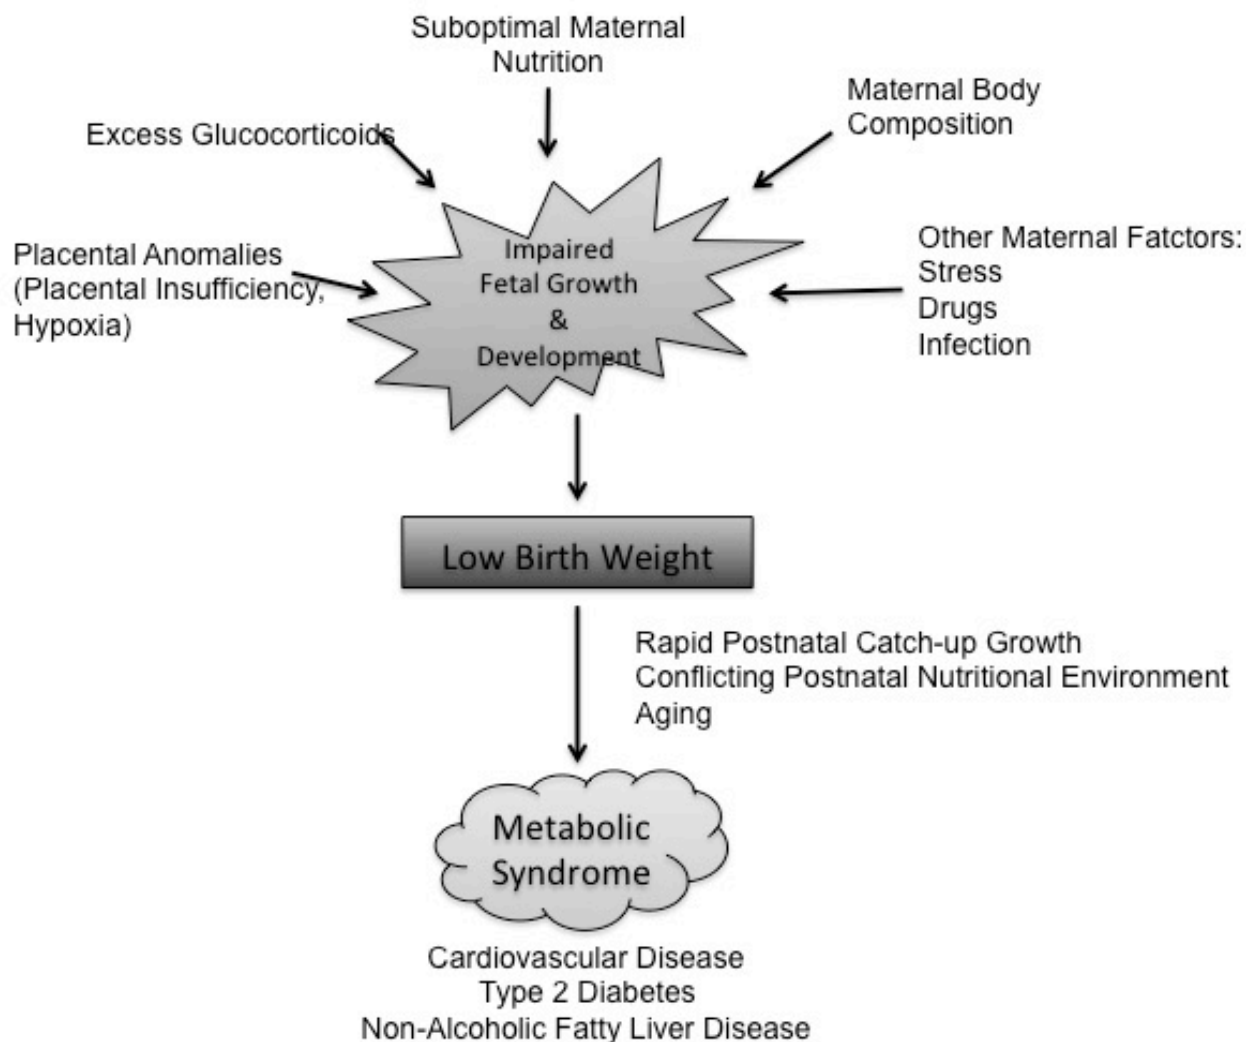 Suboptimal Maternal
Nutrition
Maternal Body
Composition
Excess Glucocorticoids
Placental Anomalies
(Placental Insufficiency,
Hypoxia)
Impaired
Fetal Growth
&
Development
Other Maternal Fatctors:
Stress
Drugs
Infection
Low Birth Weight
Rapid Postnatal Catch-up Growth
Conflicting Postnatal Nutritional Environment
Aging
Metabolic
Syndrome
Cardiovascular Disease
Type 2 Diabetes
Non-Alcoholic Fatty Liver Disease